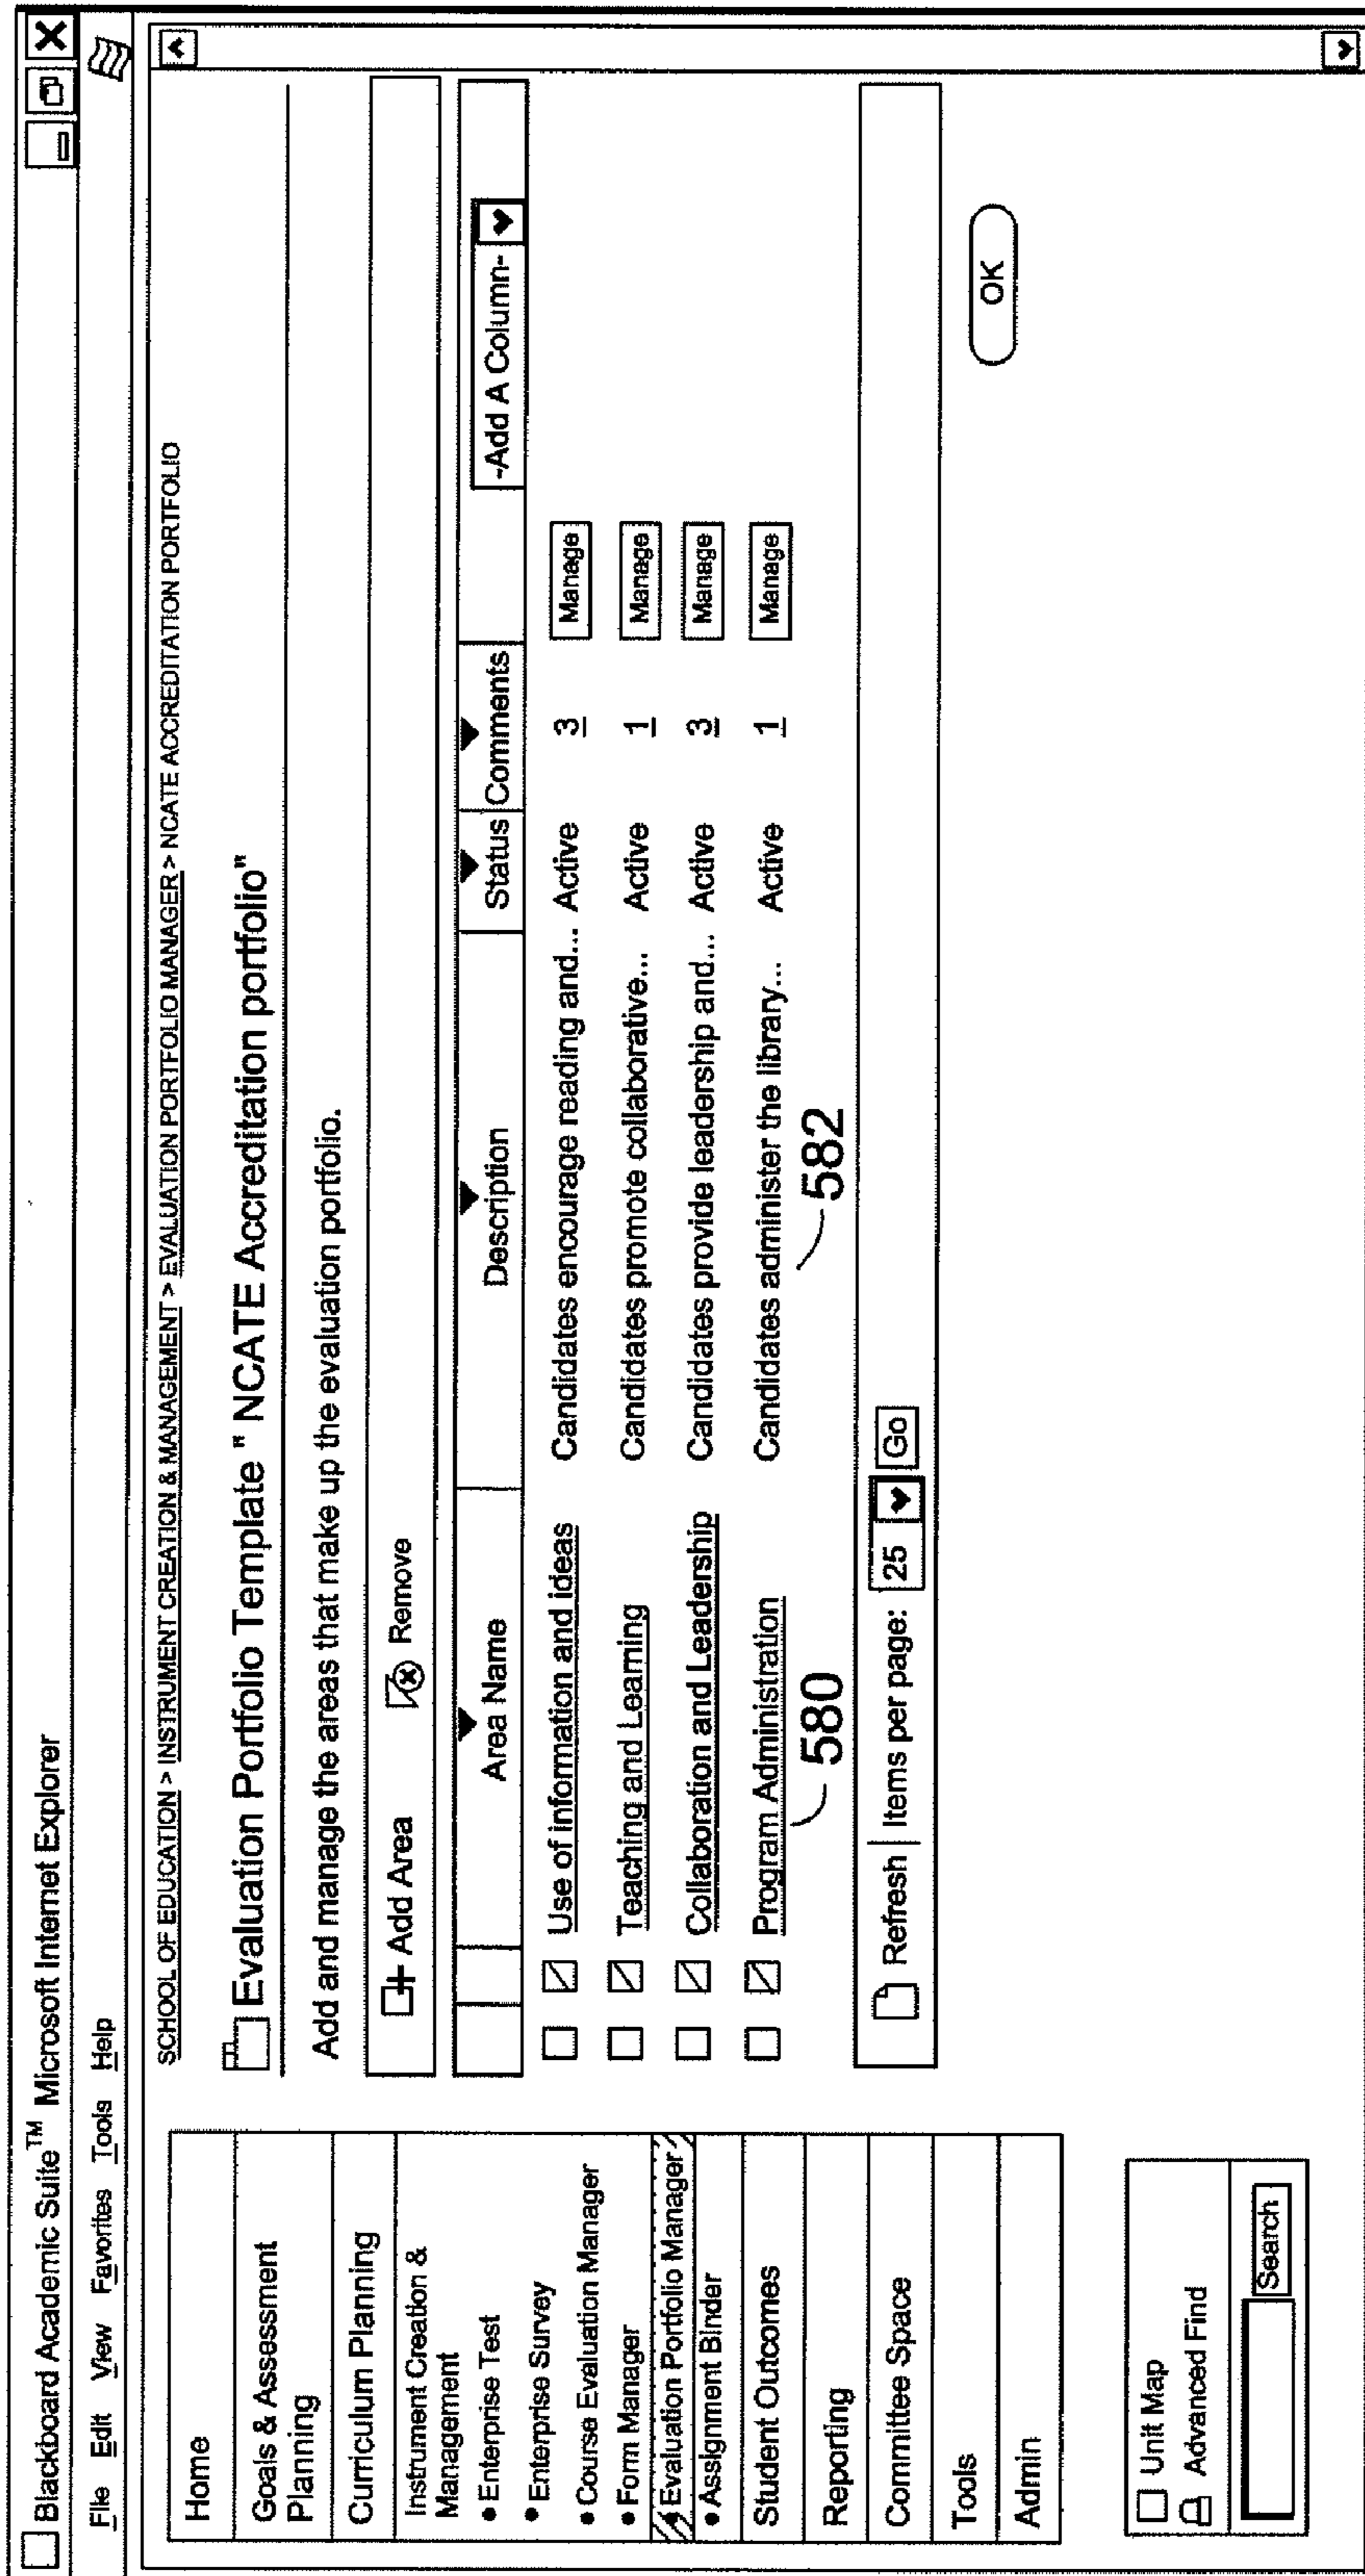 Blackboard Academic Suite™ Microsoft Internet Explorer
File Edit View Favorites Tools Help
Home
Goals & Assessment
Planning
Curriculum Planning
Instrument Creation &
Management
• Enterprise Test
• Enterprise Survey
• Course Evaluation Manager
• Form Manager
• Evaluation Portfolio Manager
• Assignment Binder
Student Outcomes
Reporting
Committee Space
Tools
Admin
Unit Map
Advanced Find
Search
SCHOOL OF EDUCATION > INSTRUMENT CREATION & MANAGEMENT > EVALUATION PORTFOLIO MANAGER > NCATE ACCREDITATION PORTFOLIO
Evaluation Portfolio Template " NCATE Accreditation portfolio"
Add and manage the areas that make up the evaluation portfolio.
Add Area Remove
Area Name Description Status Comments -Add A Column-
Use of information and ideas Candidates encourage reading and... Active 3 Manage
Teaching and Learning Candidates promote collaborative... Active 1 Manage
Collaboration and Leadership Candidates provide leadership and... Active 3 Manage
Program Administration Candidates administer the library... Active 1 Manage
580 582
Refresh | Items per page: 25 Go
OK